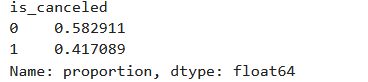 is_canceled
0    0.582911
1    0.417089
Name: proportion, dtype: float64